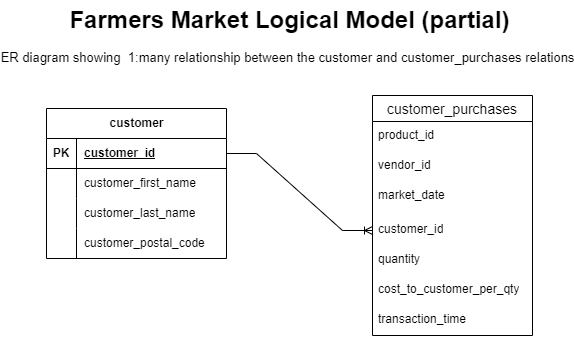 Farmers Market Logical Model (partial)
ER diagram showing  1:many relationship between the customer and customer_purchases relations
customer
PK customer_id
customer_first_name
customer_last_name
customer_postal_code
customer_purchases
product_id
vendor_id
market_date
customer_id
quantity
cost_to_customer_per_qty
transaction_time